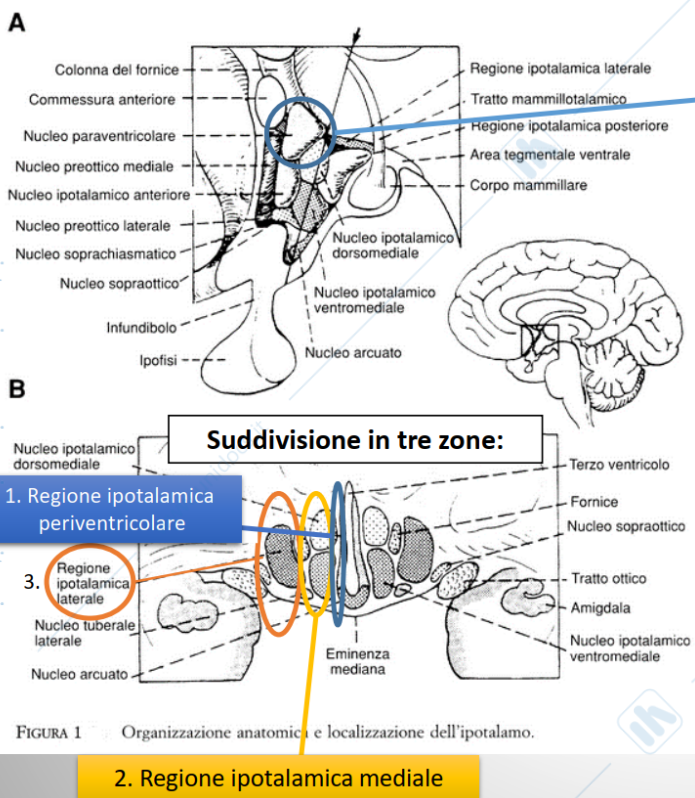 A
Colonna del fornice
Commessura anteriore
Nucleo paraventricolare
Nucleo preottico mediale
Nucleo ipotalamico anteriore
Nucleo preottico laterale
Nucleo soprachiasmatico
Nucleo sopraottico
Infundibolo
Ipofisi
Regione ipotalamica laterale
Tratto mammillotalamico
Regione ipotalamica posteriore
Area tegmentale ventrale
Corpo mammillare
Nucleo ipotalamico
dorsomediale
Nucleo ipotalamico
ventromediale
Nucleo arcuato
B
Suddivisione in tre zone:
Nucleo ipotalamico
dorsomediale
1. Regione ipotalamica
periventricolare
3. Regione
ipotalamica
laterale
Nucleo tuberale
laterale
Nucleo arcuato
Eminenza
mediana
Terzo ventricolo
Fornice
Nucleo sopraottico
Tratto ottico
Amigdala
Nucleo ipotalamico
ventromediale
FIGURA 1 Organizzazione anatomica e localizzazione dell'ipotalamo.
2. Regione ipotalamica mediale